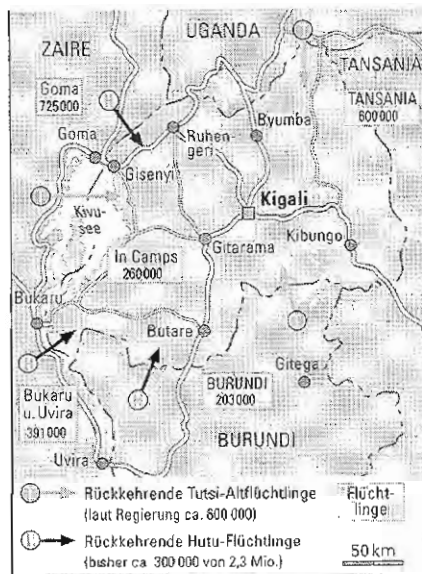 UGANDA
ZAIRE
TANSANIA
Goma
725000
TANSANIA
600000
Goma
Ruhen-
geri
Byumba
Gisenyi
Kigali
Kivu-
see
In Camps
260000
Gitarama
Kibungo
Bukaru
Butare
Bukaru
u. Uvira
391000
BURUNDI
203000
Gitega
Uvira
BURUNDI
Rückkehrende Tutsi-Altflüchtlinge
(laut Regierung ca. 600 000)
Flücht-
linge
H Rückkehrende Hutu-Flüchtlinge
(bisher ca. 300 000 von 2,3 Mio.)
50 km